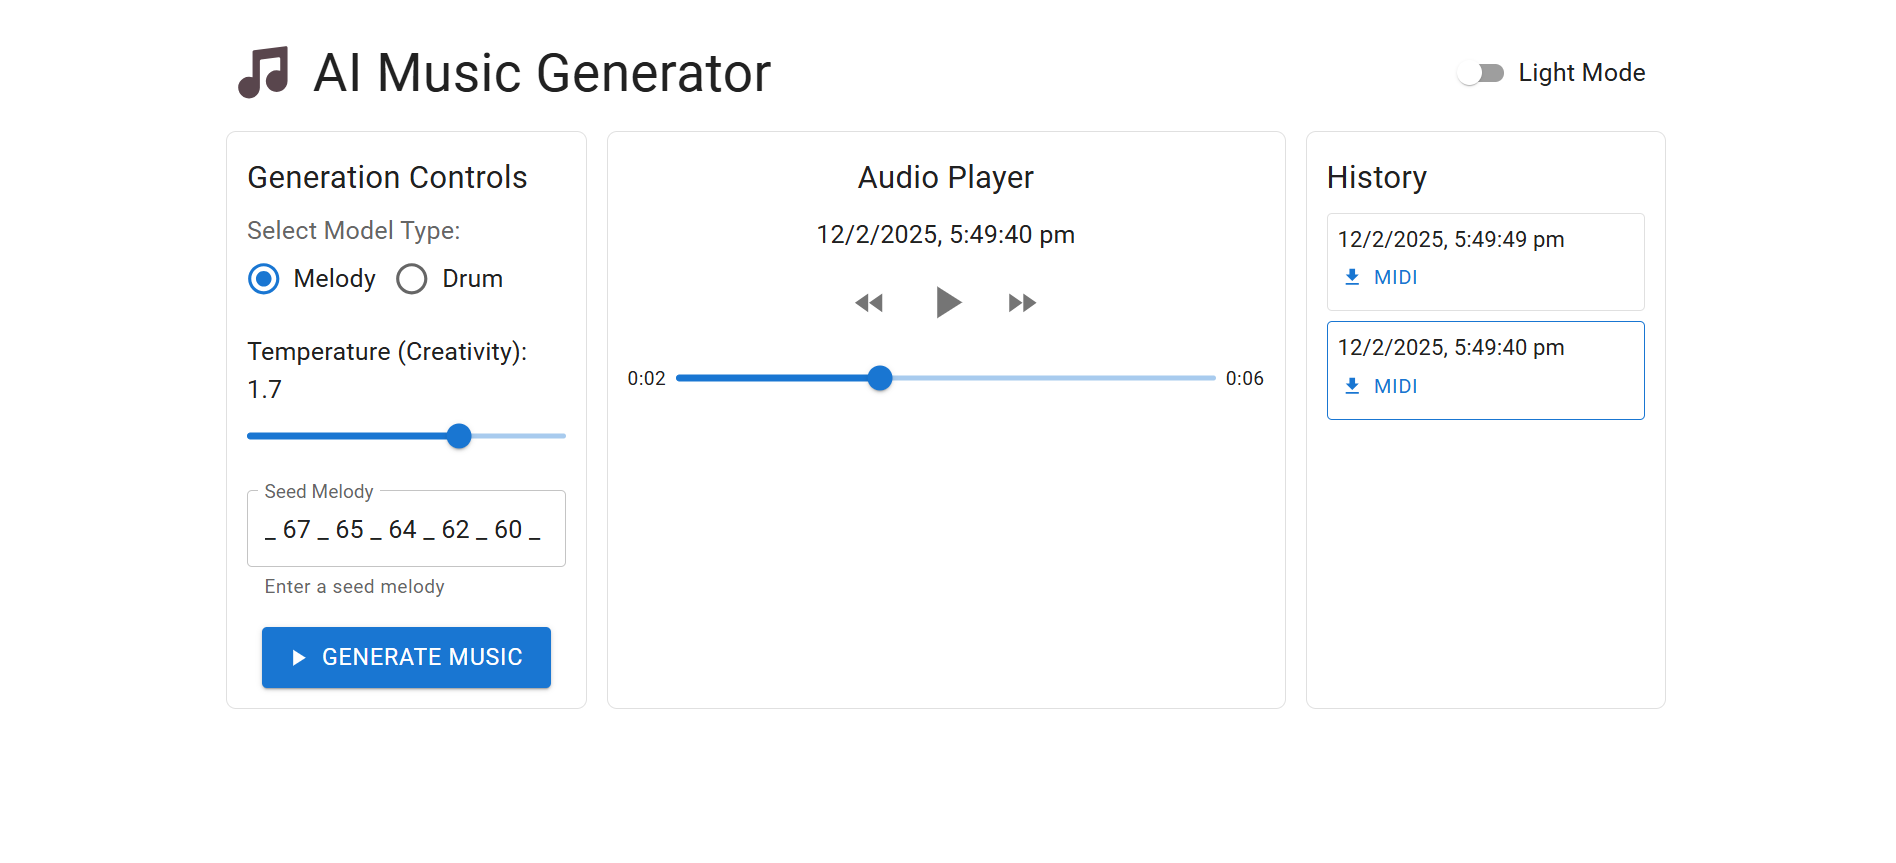 AI Music Generator
Light Mode
Generation Controls
Select Model Type:
Melody
Drum
Temperature (Creativity):
1.7
Seed Melody
_ 67 _ 65 _ 64 _ 62 _ 60 _
Enter a seed melody
GENERATE MUSIC
Audio Player
12/2/2025, 5:49:40 pm
0:02
0:06
History
12/2/2025, 5:49:49 pm
MIDI
12/2/2025, 5:49:40 pm
MIDI